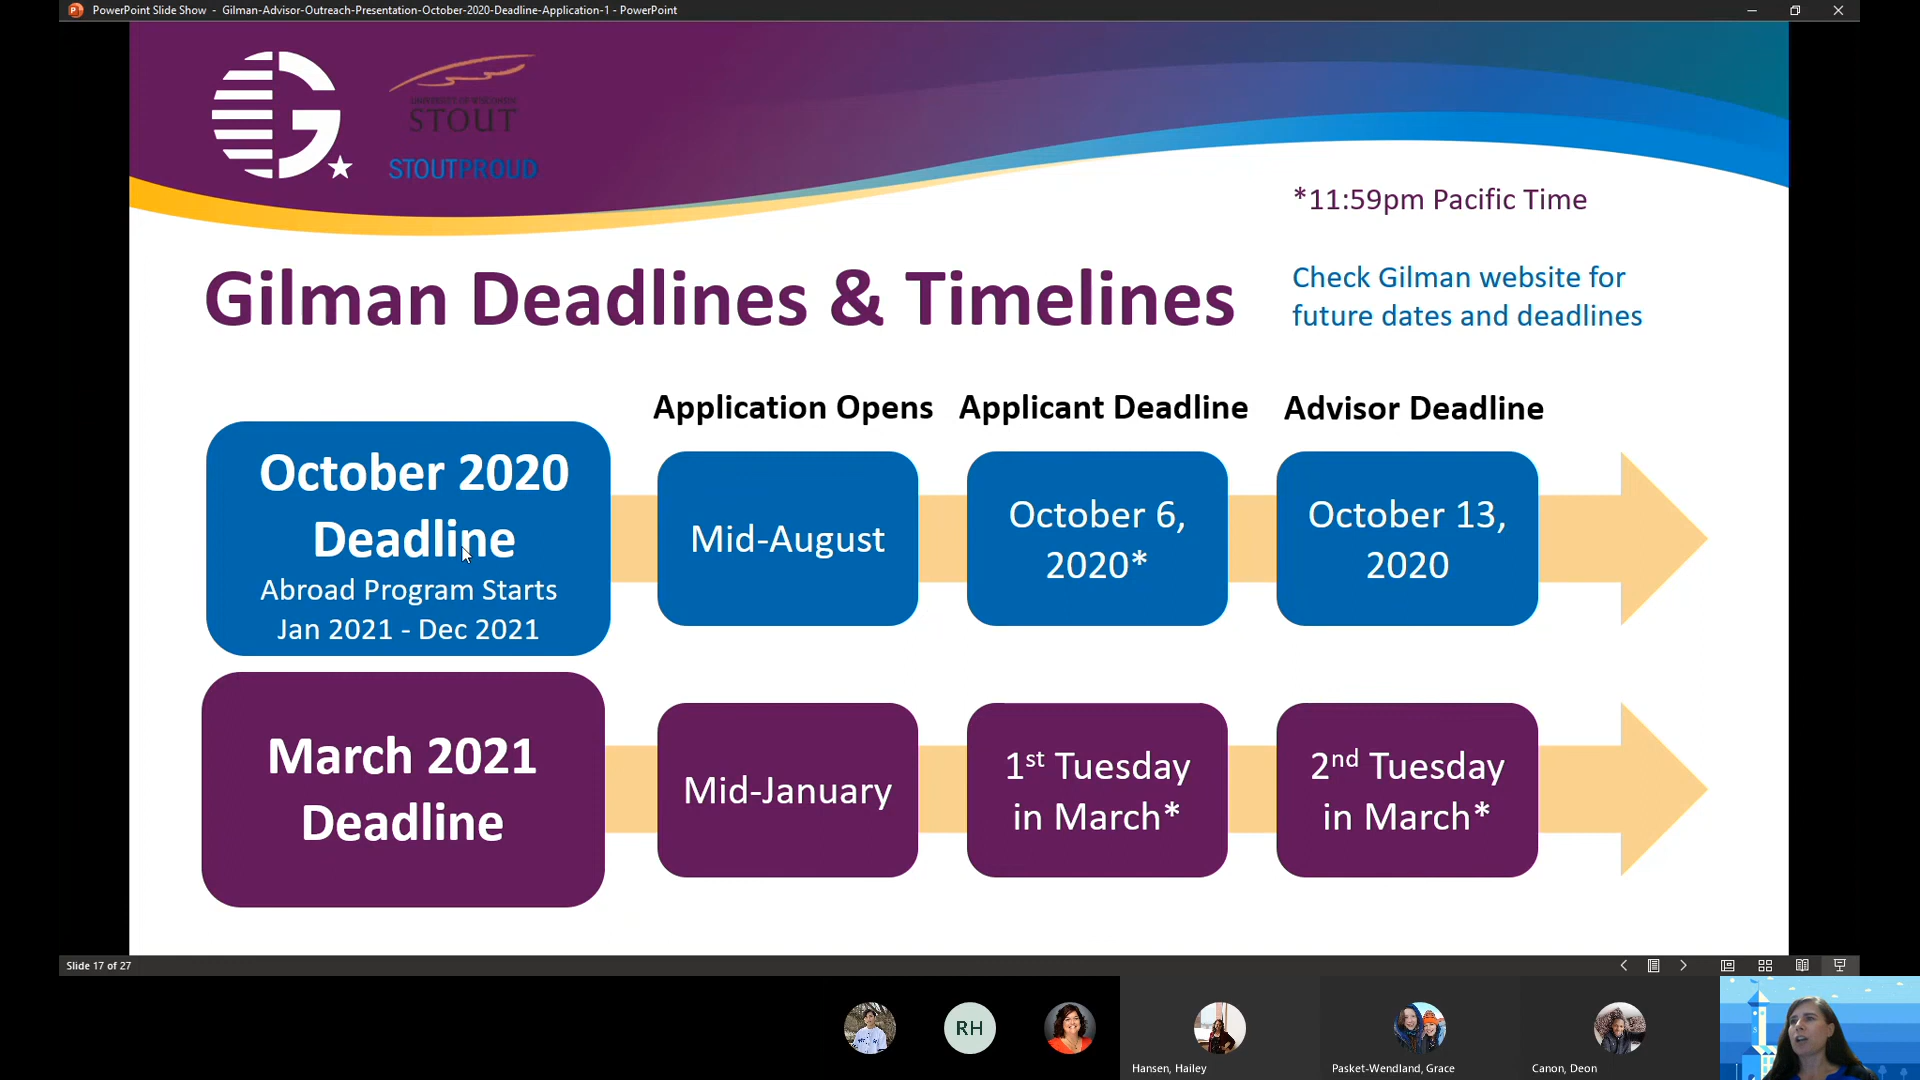 PowerPoint Slide Show - Gilman-Advisor-Outreach-Presentation-October-2020-Deadline-Application-1 - PowerPoint
UNIVERSITY OF WISCONSIN
STOUT
STOUTPROUD
*11:59pm Pacific Time
Check Gilman website for
future dates and deadlines
Gilman Deadlines & Timelines
Application Opens Applicant Deadline Advisor Deadline
October 2020
Deadline
Abroad Program Starts
Jan 2021 - Dec 2021
Mid-August
October 6,
2020*
October 13,
2020
March 2021
Deadline
Mid-January
1st Tuesday
in March*
2nd Tuesday
in March*
Slide 17 of 27
RH
Hansen, Hailey
Pasket-Wendland, Grace
Canon, Deon